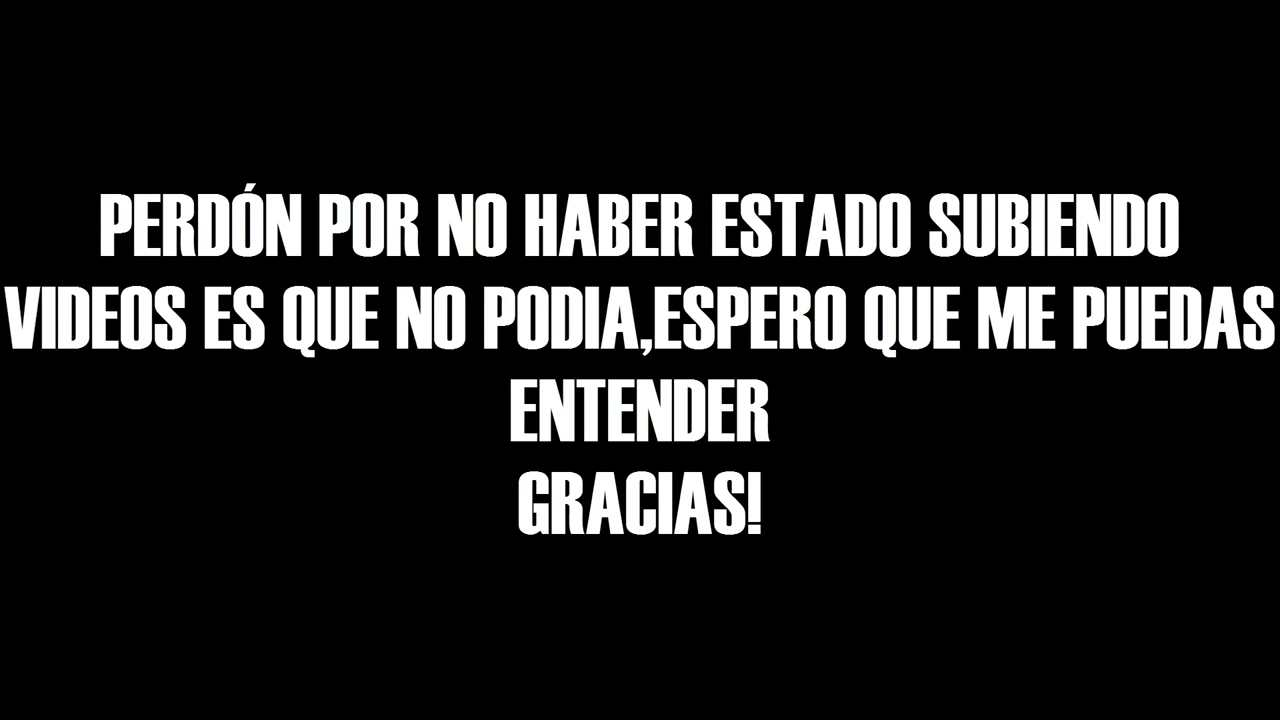 PERDÓN POR NO HABER ESTADO SUBIENDO
VIDEOS ES QUE NO PODIA,ESPERO QUE ME PUEDAS
ENTENDER
GRACIAS!